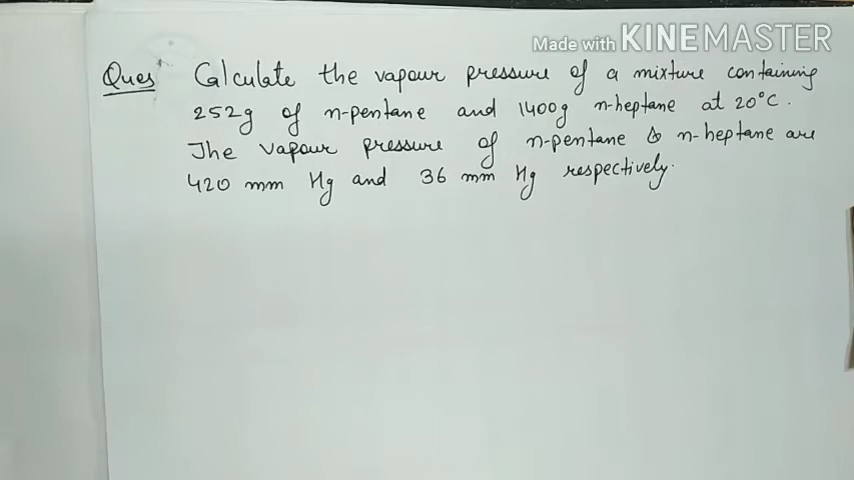 Made with KINEMASTER
Ques Calculate the vapour pressure of a mixture containing
252g of n-pentane and 1400g n-heptane at 20°C.
The vapour pressure of n-pentane & n-heptane are
420 mm Hg and 36 mm Hg respectively.